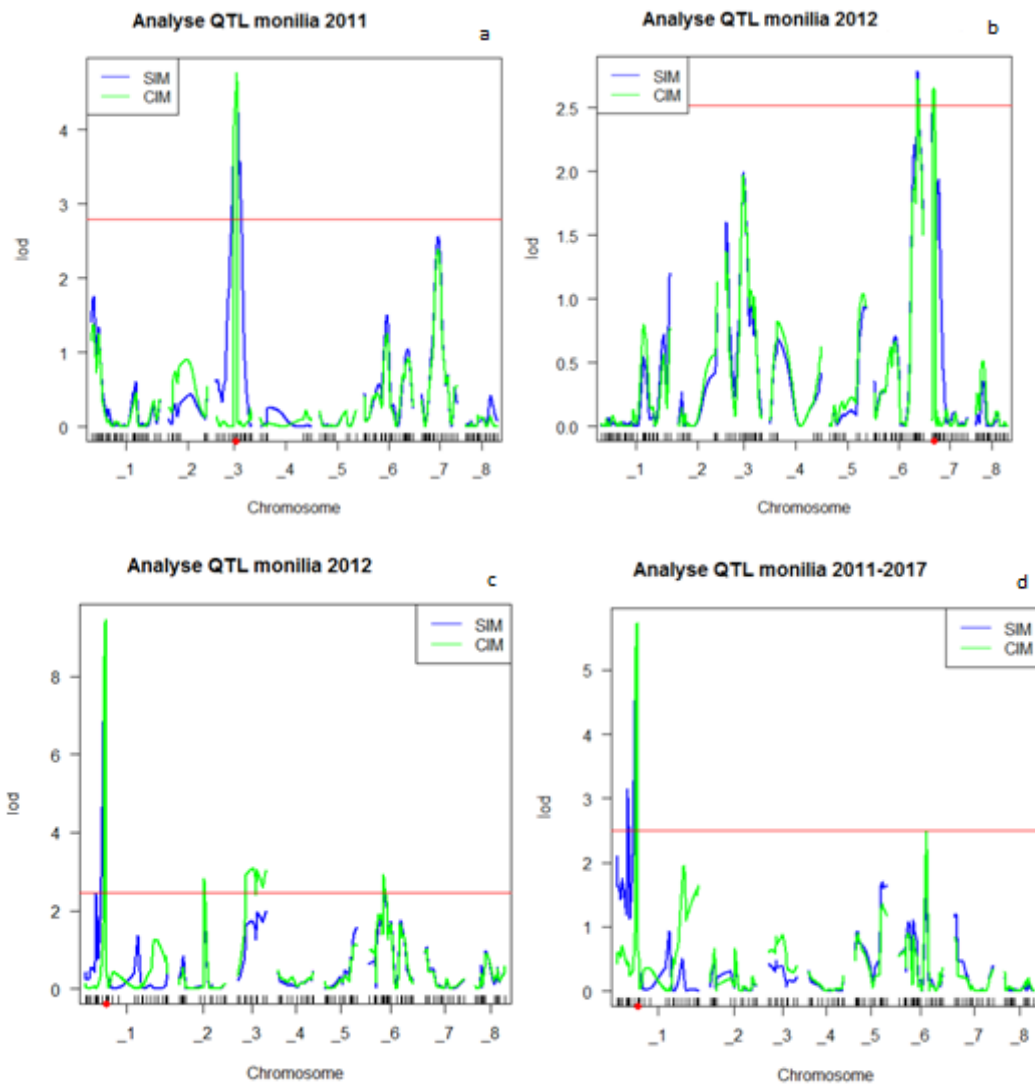 Analyse QTL monilia 2011
a
SIM
CIM
4
3
2
1
0
lod
_1 _2 _3 _4 _5 _6 _7 _8
Chromosome
Analyse QTL monilia 2012
b
SIM
CIM
2.5
2.0
1.5
1.0
0.5
0.0
lod
_1 _2 _3 _4 _5 _6 _7 _8
Chromosome
Analyse QTL monilia 2012
c
SIM
CIM
8
6
4
2
0
lod
_1 _2 _3 _4 _5 _6 _7 _8
Chromosome
Analyse QTL monilia 2011-2017
d
SIM
CIM
5
4
3
2
1
0
lod
_1 _2 _3 _4 _5 _6 _7 _8
Chromosome